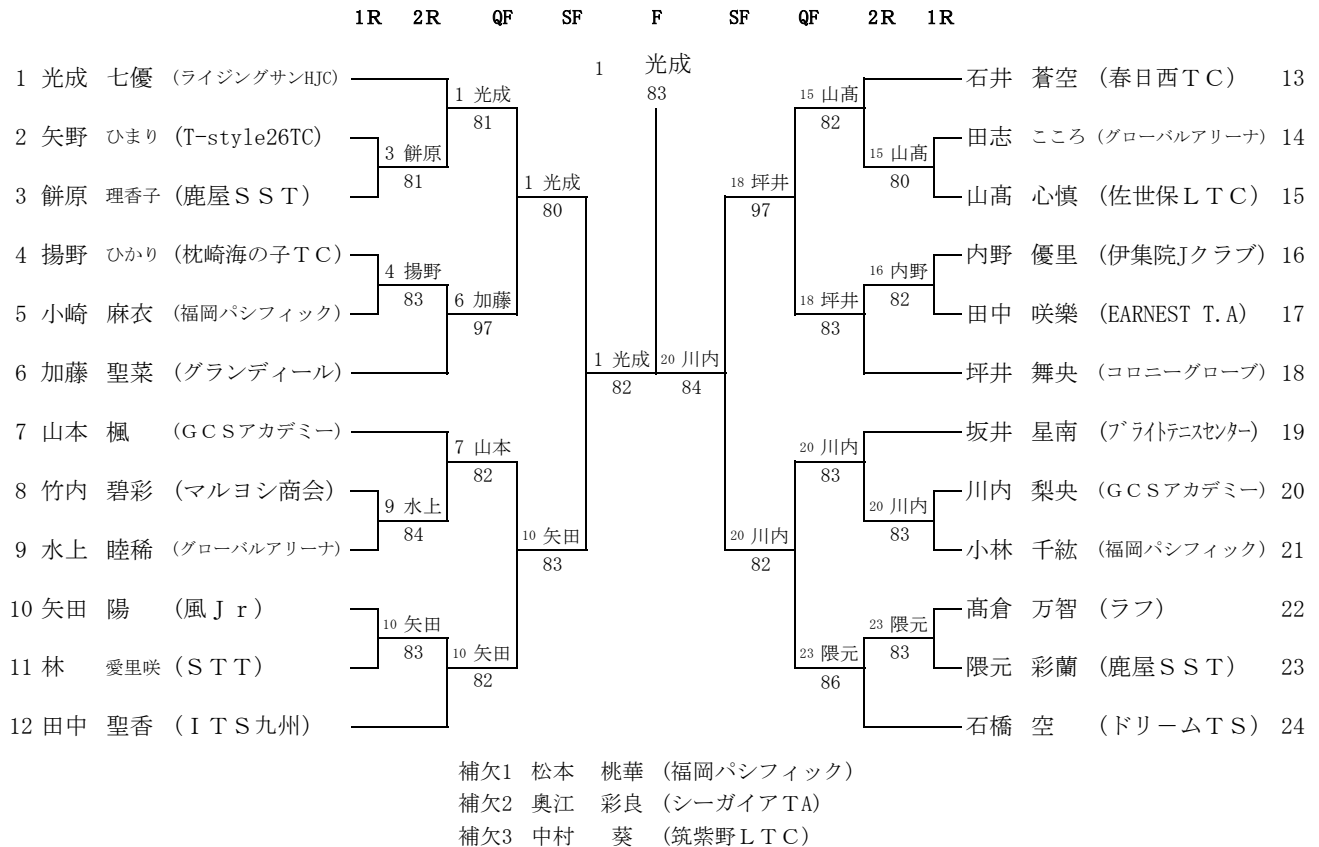 1R 2R QF SF F SF QF 2R 1R
1 光成
83
1 光成 七優 (ライジングサンHJC)
2 矢野 ひまり (T-style26TC)
3 餅原 理香子 (鹿屋ＳＳＴ)
4 揚野 ひかり (枕崎海の子ＴＣ)
5 小崎 麻衣 (福岡パシフィック)
6 加藤 聖菜 (グランディール)
7 山本 楓 (ＧＣＳアカデミー)
8 竹内 碧彩 (マルヨシ商会)
9 水上 睦稀 (グローバルアリーナ)
10 矢田 陽 (風Ｊｒ)
11 林 愛里咲 (ＳＴＴ)
12 田中 聖香 (ＩＴＳ九州)
3 餅原
81
4 揚野
83
9 水上
84
10 矢田
83
1 光成
81
6 加藤
97
7 山本
82
10 矢田
82
1 光成
80
10 矢田
83
1 光成
82
20 川内
84
18 坪井
97
20 川内
82
15 山髙
82
18 坪井
83
20 川内
83
23 隈元
86
15 山髙
80
16 内野
82
20 川内
83
23 隈元
83
石井 蒼空 (春日西ＴＣ) 13
田志 こころ (グローバルアリーナ) 14
山髙 心慎 (佐世保ＬＴＣ) 15
内野 優里 (伊集院Jクラブ) 16
田中 咲樂 (EARNEST T.A) 17
坪井 舞央 (コロニーグローブ) 18
坂井 星南 (ﾌﾞﾗｲﾄﾃﾆｽｾﾝﾀｰ) 19
川内 梨央 (ＧＣＳアカデミー) 20
小林 千紘 (福岡パシフィック) 21
髙倉 万智 (ラフ) 22
隈元 彩蘭 (鹿屋ＳＳＴ) 23
石橋 空 (ドリームＴＳ) 24
補欠1 松本 桃華 (福岡パシフィック)
補欠2 奥江 彩良 (シーガイアＴA)
補欠3 中村 葵 (筑紫野ＬＴＣ)